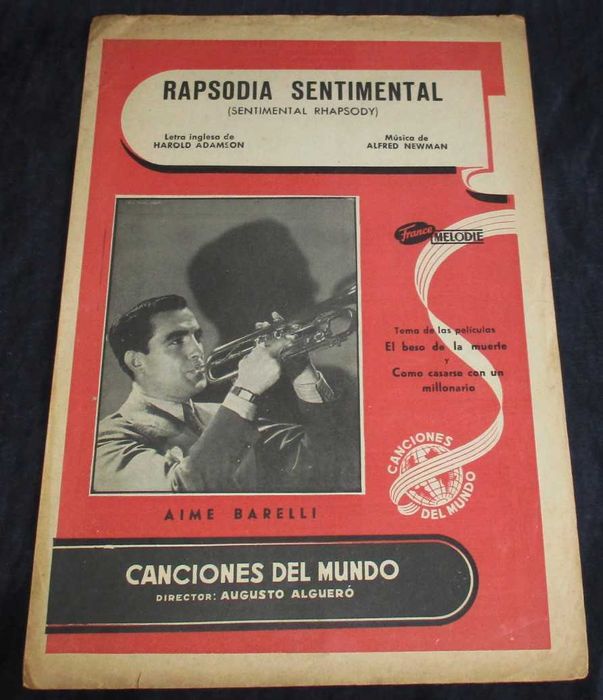 RAPSODIA SENTIMENTAL
(SENTIMENTAL RHAPSODY)
Letra inglesa de
HAROLD ADAMSON
Música de
ALFRED NEWMAN
France MELODIE
Tema de las películas
El beso de la muerte
y
Como casarse con un
millonario
CANCIONES
DEL MUNDO
AIME BARELLI
CANCIONES DEL MUNDO
DIRECTOR: AUGUSTO ALGUERÓ